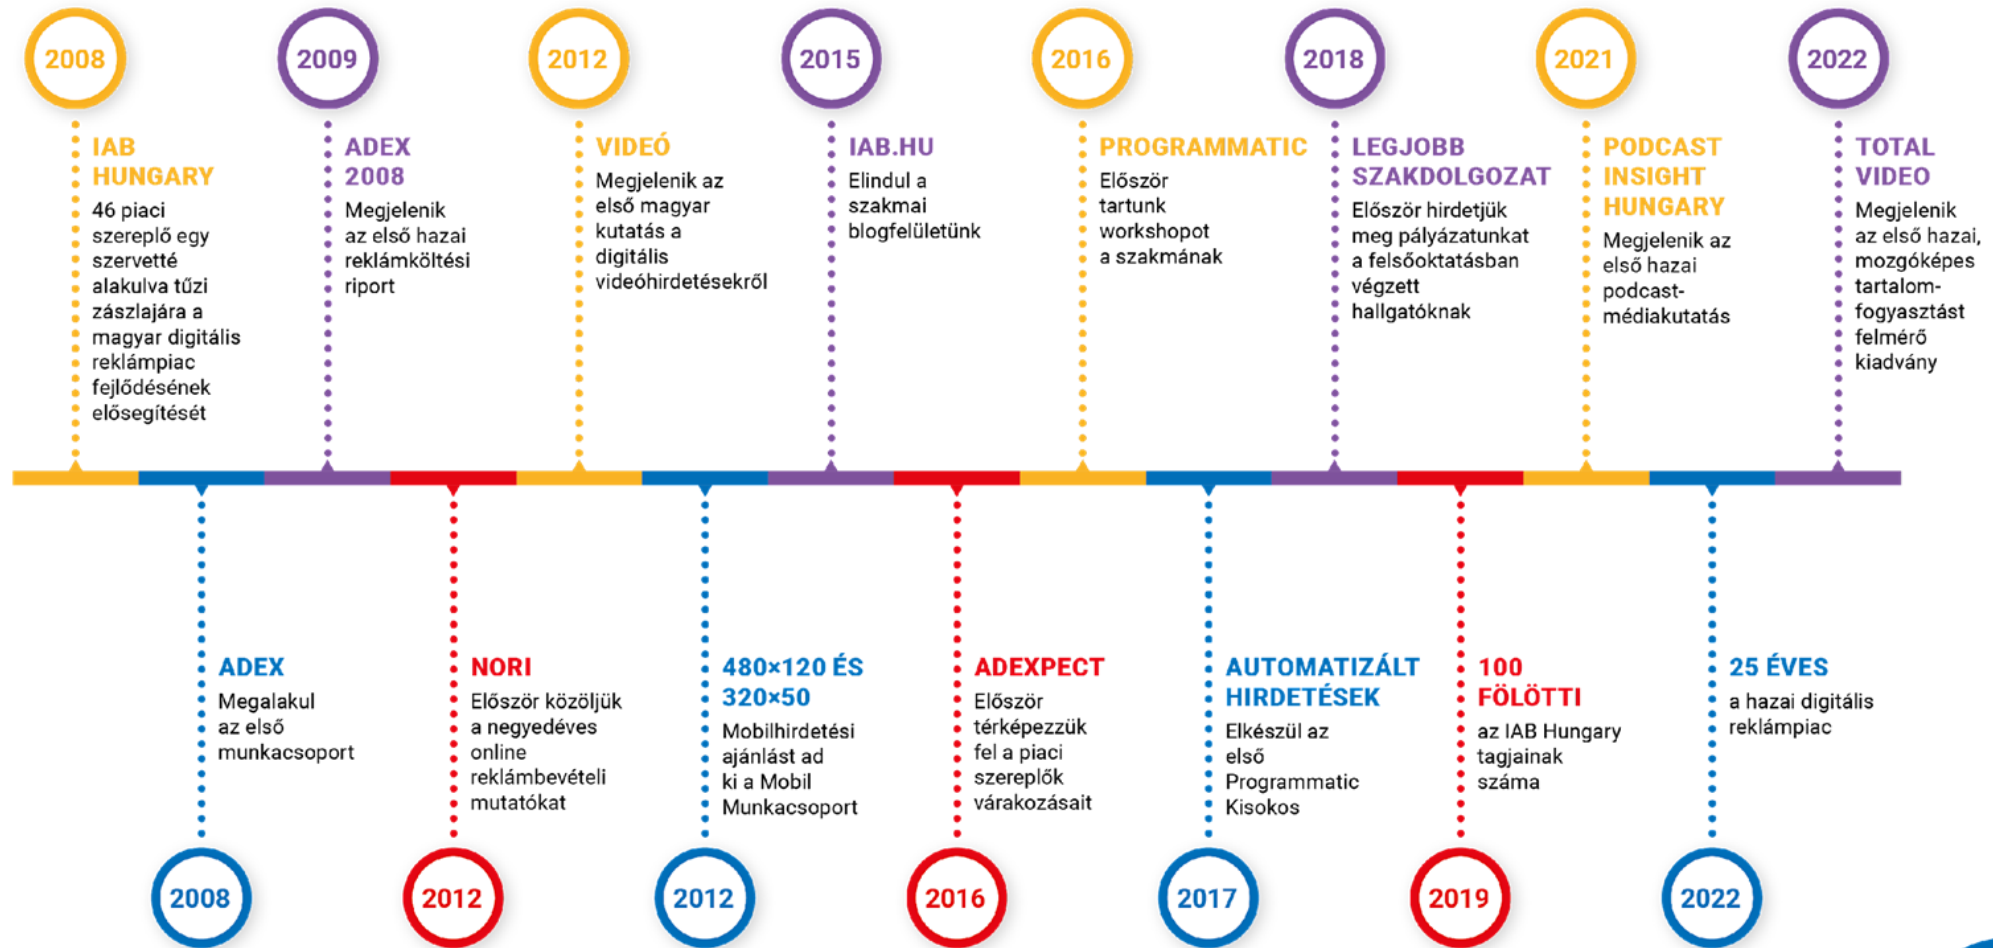 2008
IAB
HUNGARY
46 piaci
szereplő egy
szervetté
alakulva tűzi
zászlajára a
magyar digitális
reklámpiac
fejlődésének
elősegítését
2009
ADEX
2008
Megjelenik
az első hazai
reklámköltési
riport
2012
VIDEÓ
Megjelenik az
első magyar
kutatás a
digitális
videóhirdetésekről
2015
IAB.HU
Elindul a
szakmai
blogfelületünk
2016
PROGRAMMATIC
Először
tartunk
workshopot
a szakmának
2018
LEGJOBB
SZAKDOLGOZAT
Először hirdetjük
meg pályázatunkat
a felsőoktatásban
végzett
hallgatóknak
2021
PODCAST
INSIGHT
HUNGARY
Megjelenik az
első hazai
podcast-
médiakutatás
2022
TOTAL
VIDEO
Megjelenik
az első hazai,
mozgóképes
tartalom-
fogyasztást
felmérő
kiadvány
ADEX
Megalakul
az első
munkacsoport
2008
NORI
Először közöljük
a negyedéves
online
reklámbevételi
mutatókat
2012
480×120 ÉS
320×50
Mobilhirdetési
ajánlást ad
ki a Mobil
Munkacsoport
2012
ADEXPECT
Először
térképezzük
fel a piaci
szereplők
várakozásait
2016
AUTOMATIZÁLT
HIRDETÉSEK
Elkészül az
első
Programmatic
Kisokos
2017
100
FÖLÖTTI
az IAB Hungary
tagjainak
száma
2019
25 ÉVES
a hazai digitális
reklámpiac
2022